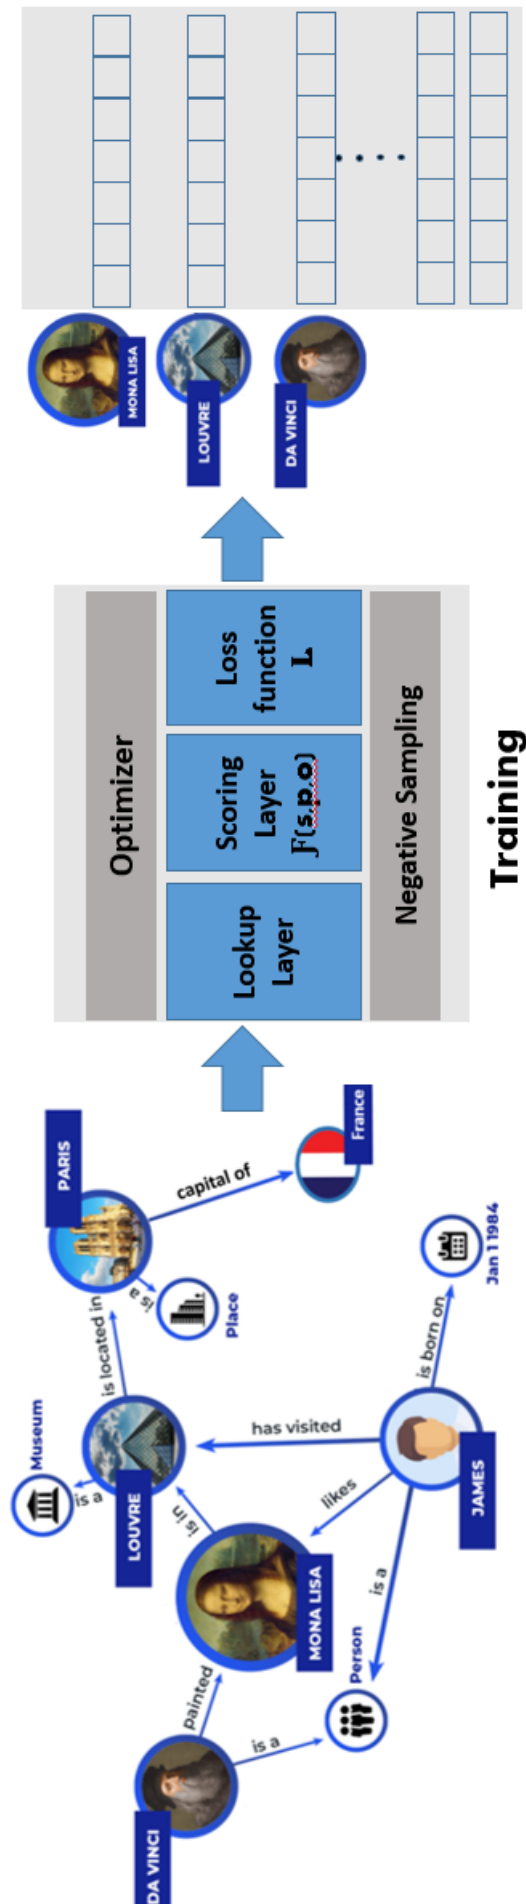 DA VINCI
painted
is a
Person
MONA LISA
is in
Museum
is a
LOUVRE
is located in
PARIS
is a
Place
capital of
France
has visited
likes
is a
JAMES
is born on
Jan 1 1984
Optimizer
Lookup
Layer
Scoring
Layer
F(s,p,o)
Loss
function
L
Negative Sampling
Training
MONA LISA
LOUVRE
DA VINCI